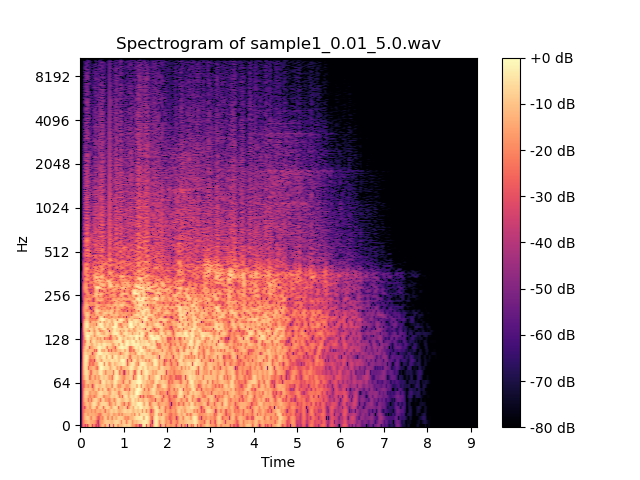 Spectrogram of sample1_0.01_5.0.wav
8192
4096
2048
1024
512
256
128
64
0
Hz
0 1 2 3 4 5 6 7 8 9
Time
+0 dB
-10 dB
-20 dB
-30 dB
-40 dB
-50 dB
-60 dB
-70 dB
-80 dB